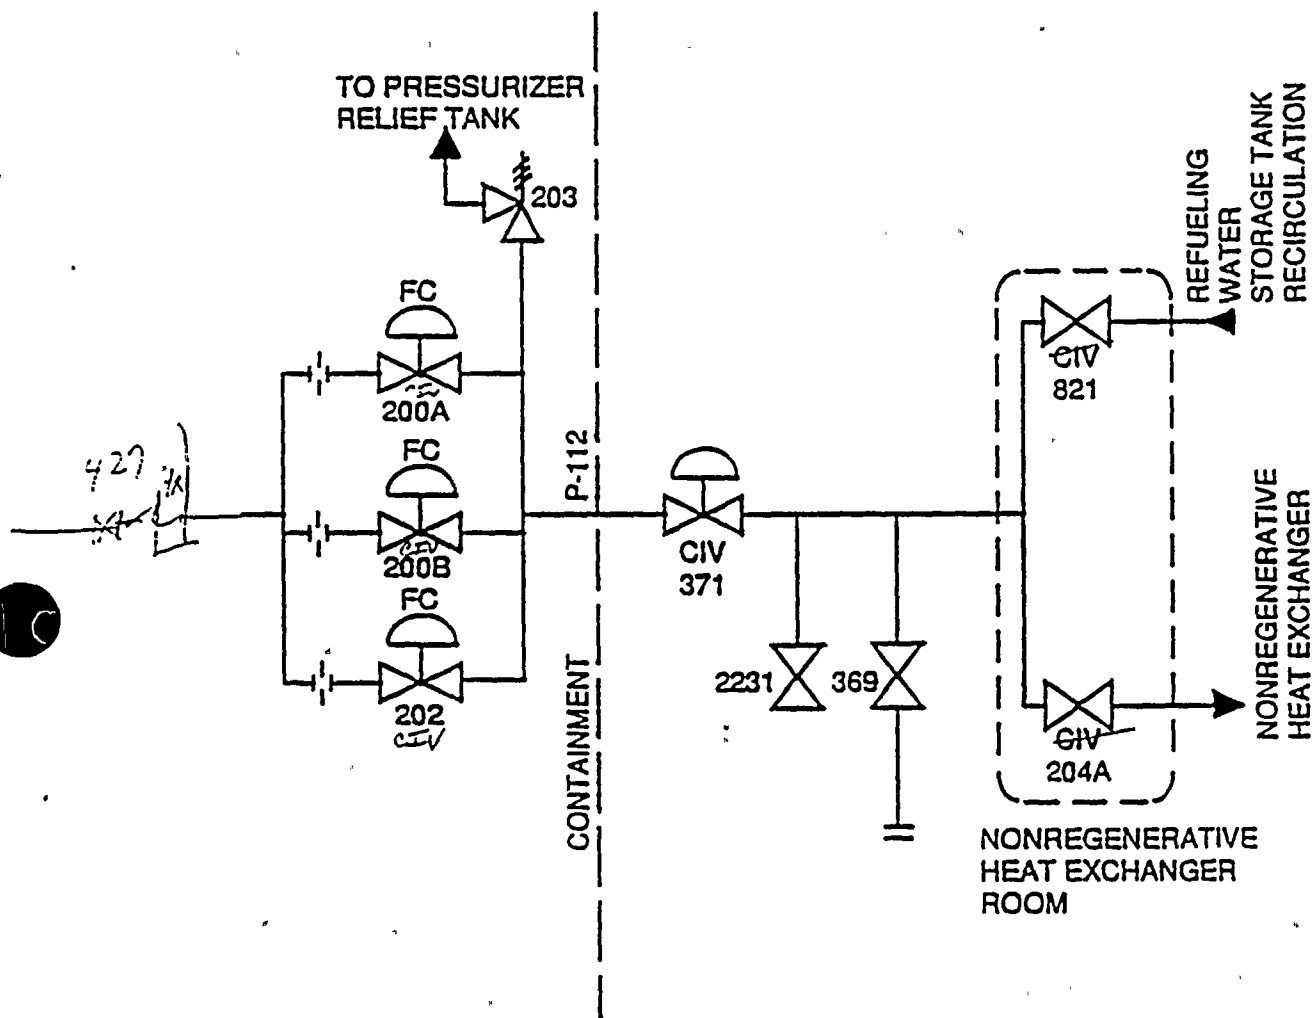 TO PRESSURIZER
RELIEF TANK
203
FC
200A
FC
CIV
200B
FC
202
CIV
427
P-112
CONTAINMENT
CIV
371
2231
369
CIV
821
CIV
204A
REFUELING
WATER
STORAGE TANK
RECIRCULATION
NONREGENERATIVE
HEAT EXCHANGER
NONREGENERATIVE
HEAT EXCHANGER
ROOM